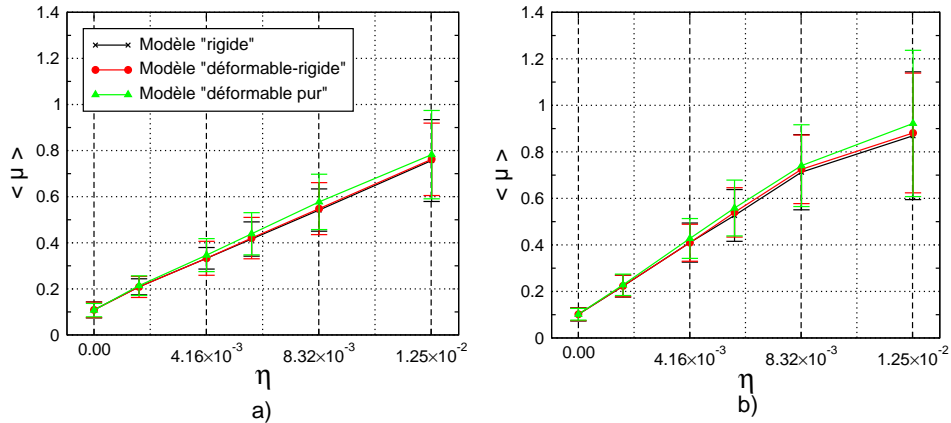 1.4
1.2
1
0.8
0.6
0.4
0.2
0
< μ >
Modèle "rigide"
Modèle "déformable-rigide"
Modèle "déformable pur"
0.00
4.16×10⁻³
8.32×10⁻³
1.25×10⁻²
η
a)
1.4
1.2
1
0.8
0.6
0.4
0.2
0
< μ >
0.00
4.16×10⁻³
8.32×10⁻³
1.25×10⁻²
η
b)